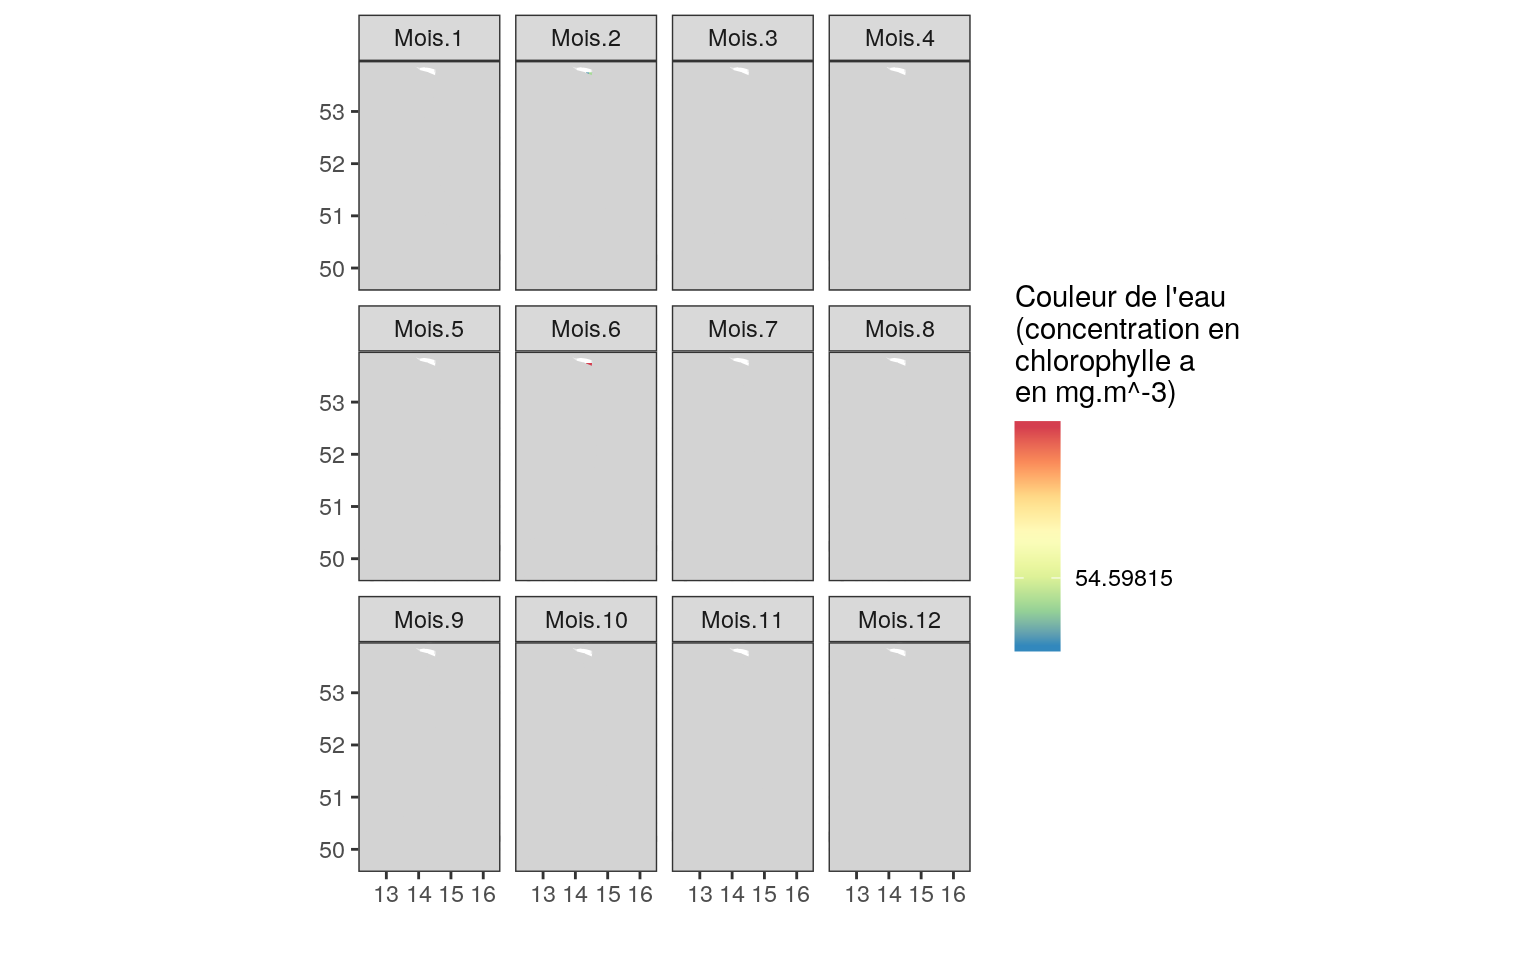 Mois.1 Mois.2 Mois.3 Mois.4
53
52
51
50
Mois.5 Mois.6 Mois.7 Mois.8
53
52
51
50
Mois.9 Mois.10 Mois.11 Mois.12
53
52
51
50
13 14 15 16 13 14 15 16 13 14 15 16 13 14 15 16
Couleur de l'eau
(concentration en
chlorophylle a
en mg.m^-3)
54.59815